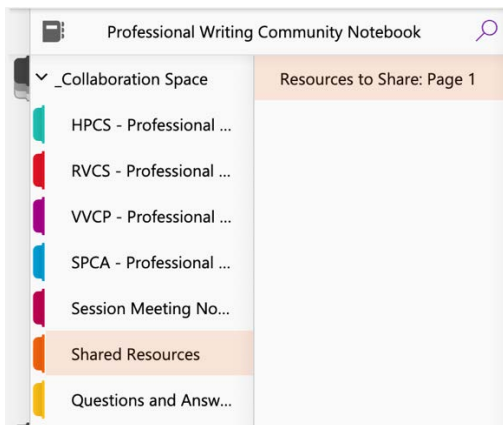 Professional Writing Community Notebook
_Collaboration Space
HPCS - Professional ...
RVCS - Professional ...
VVCP - Professional ...
SPCA - Professional ...
Session Meeting No...
Shared Resources
Questions and Answ...
Resources to Share: Page 1